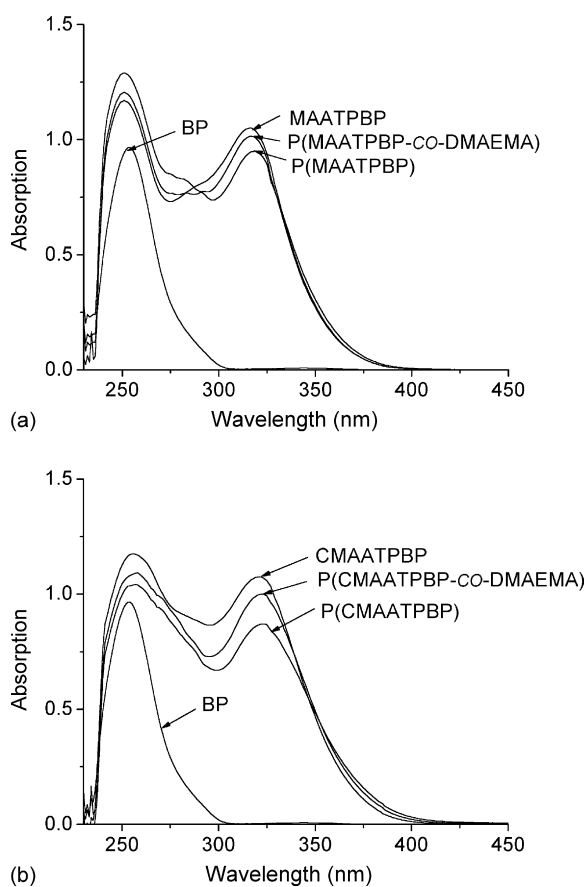 (a)
Absorption
1.5
1.0
0.5
0.0
BP
MAATPBP
P(MAATPBP-CO-DMAEMA)
P(MAATPBP)
250 300 350 400 450
Wavelength (nm)
(b)
Absorption
1.5
1.0
0.5
0.0
CMAATPBP
P(CMAATPBP-CO-DMAEMA)
P(CMAATPBP)
BP
250 300 350 400 450
Wavelength (nm)